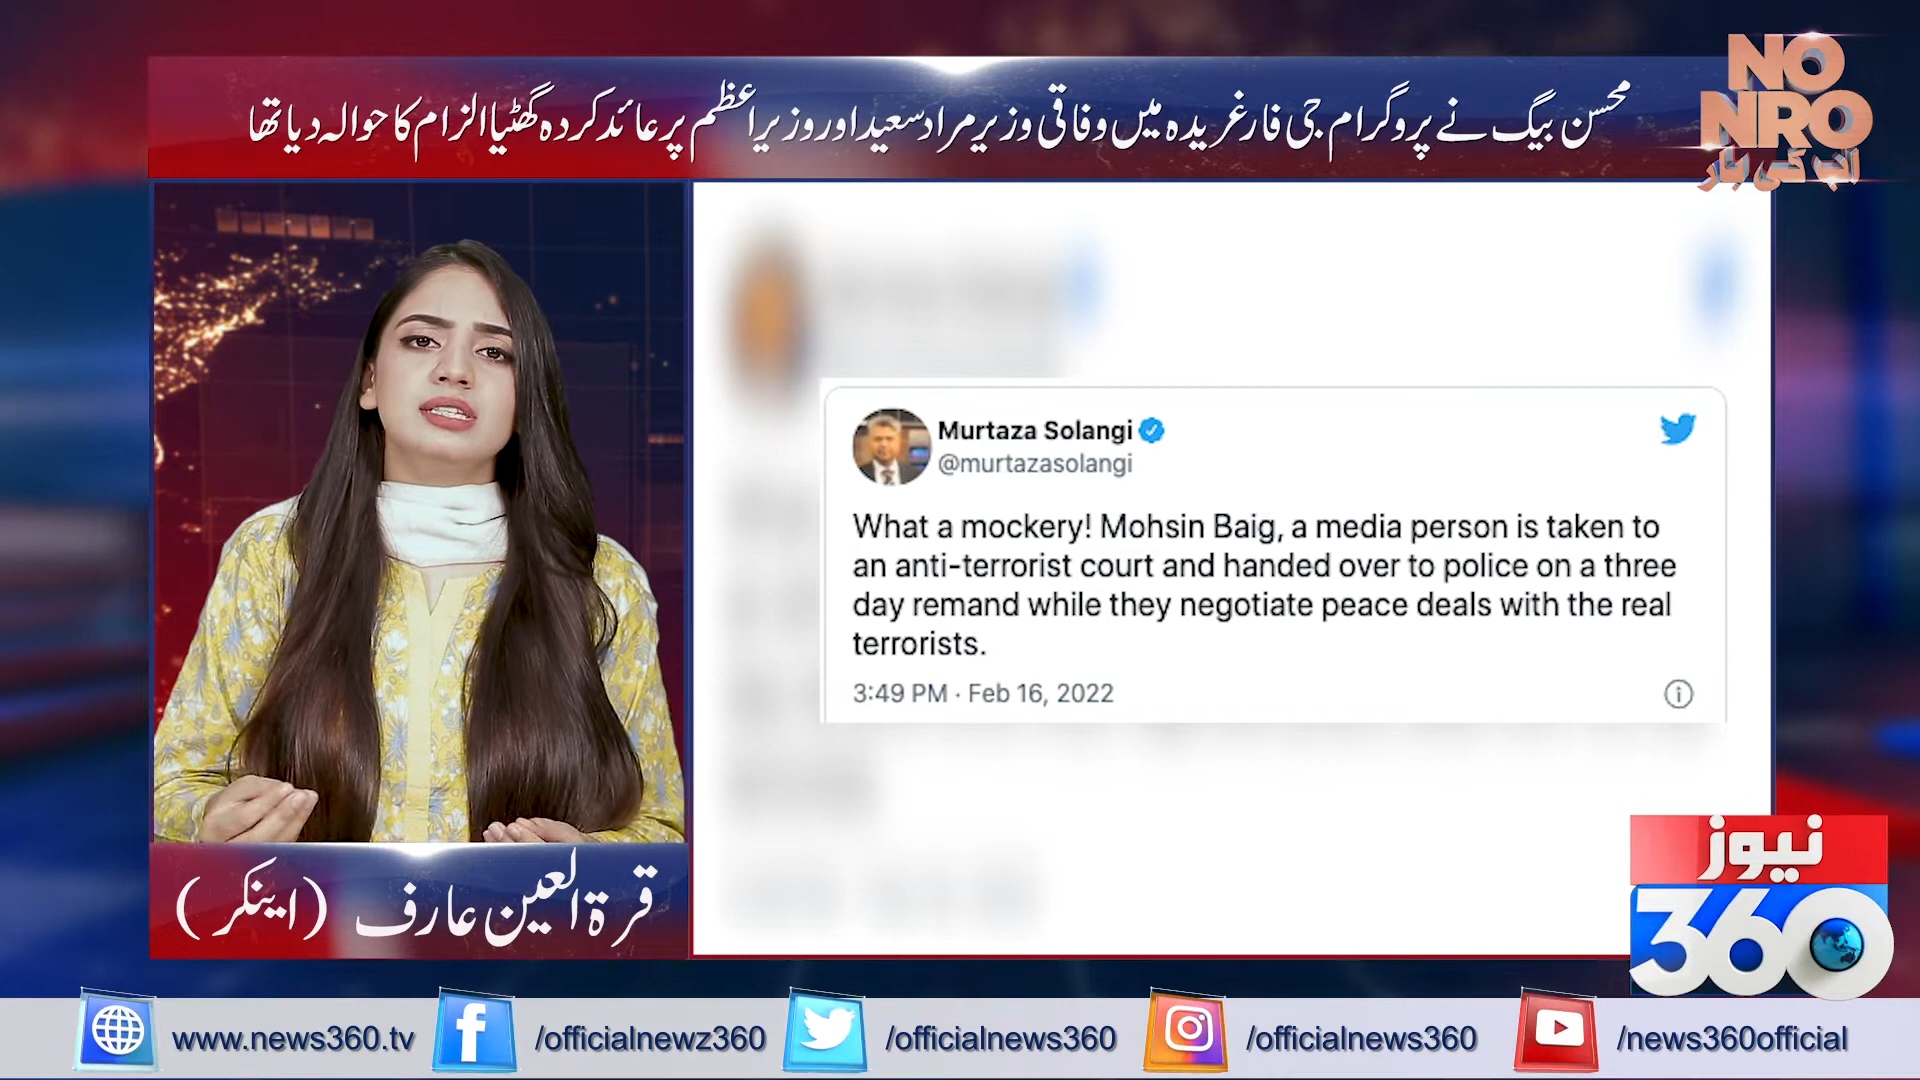 محسن بیگ نے پروگرام جی فار غریدہ میں وفاقی وزیر مراد سعید اور وزیراعظم پر عائد کردہ گھٹیا الزام کا حوالہ دیا تھا
NO
NRO
اب کی بار
Murtaza Solangi
@murtazasolangi
What a mockery! Mohsin Baig, a media person is taken to
an anti-terrorist court and handed over to police on a three
day remand while they negotiate peace deals with the real
terrorists.
3:49 PM · Feb 16, 2022
قرۃ العین عارف (اینکر)
نیوز
360
www.news360.tv
/officialnewz360
/officialnews360
/officialnews360
/news360official